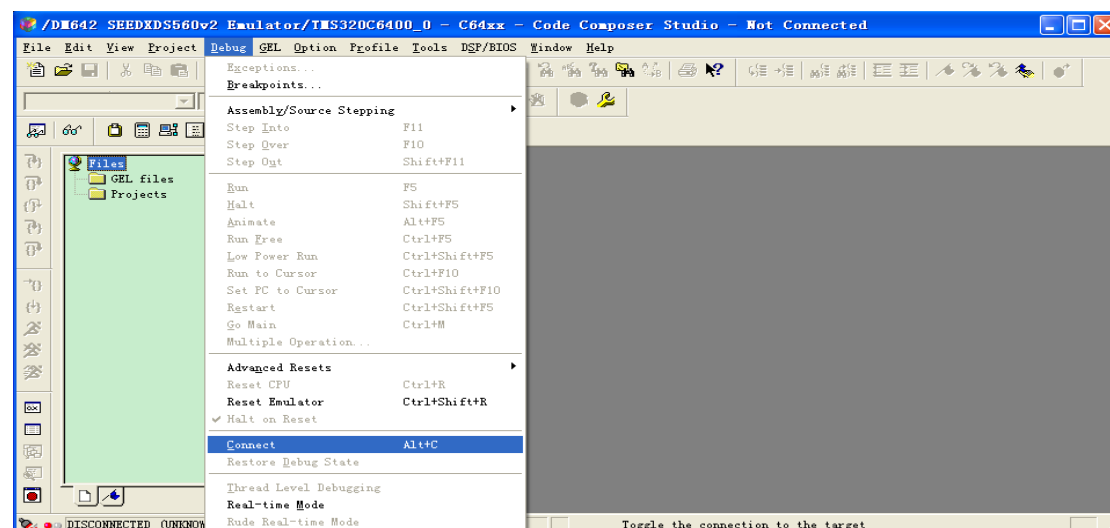 /DM642 SEEDXDS560v2 Emulator/TMS320C6400_0 - C64xx - Code Composer Studio - Not Connected
File Edit View Project Debug GEL Option Profile Tools DSP/BIOS Window Help
Exceptions...
Breakpoints...
Assembly/Source Stepping
Step Into F11
Step Over F10
Step Out Shift+F11
Run F5
Halt Shift+F5
Animate Alt+F5
Run Free Ctrl+F5
Low Power Run Ctrl+Shift+F5
Run to Cursor Ctrl+F10
Set PC to Cursor Ctrl+Shift+F10
Restart Ctrl+Shift+F5
Go Main Ctrl+M
Multiple Operation...
Advanced Resets
Reset CPU Ctrl+R
Reset Emulator Ctrl+Shift+R
Halt on Reset
Connect Alt+C
Restore Debug State
Thread Level Debugging
Real-time Mode
Rude Real-time Mode
Files
GEL files
Projects
DISCONNECTED (UNKNOW
Toggle the connection to the target